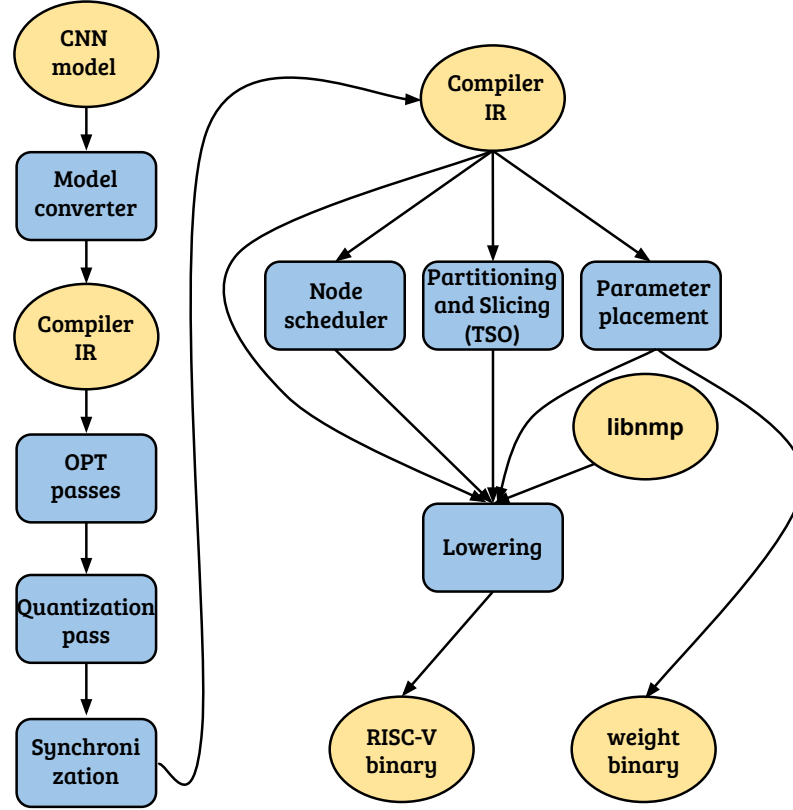 CNN
model
Model
converter
Compiler
IR
OPT
passes
Quantization
pass
Synchroni
zation
Compiler
IR
Node
scheduler
Partitioning
and Slicing
(TSO)
Parameter
placement
libnmp
Lowering
RISC-V
binary
weight
binary